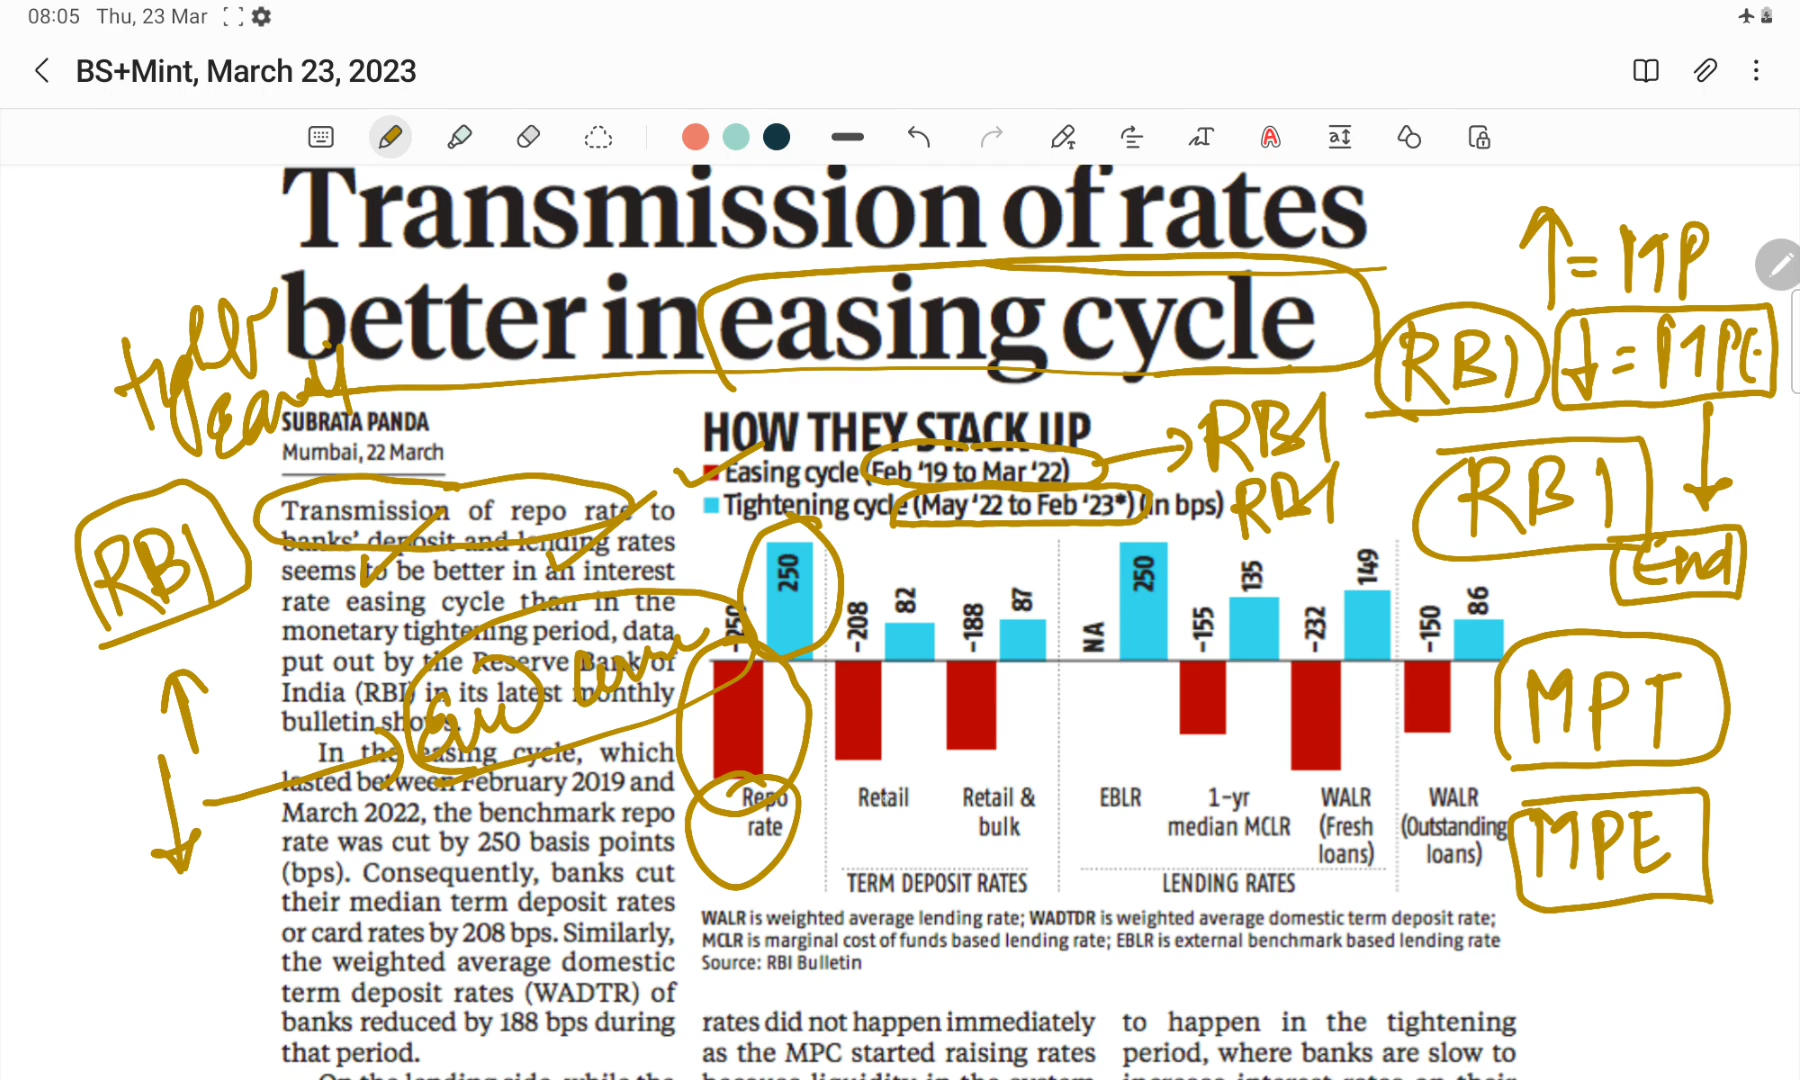 08:05 Thu, 23 Mar
BS+Mint, March 23, 2023
Transmission of rates
better in easing cycle
↑ = MP
RBI
↓ = MPE
RBI
End
MPT
MPE
SUBRATA PANDA
Mumbai, 22 March
RBI
Transmission of repo rate to
banks' deposit and lending rates
seems to be better in an interest
rate easing cycle than in the
monetary tightening period, data
put out by the Reserve Bank of
India (RBI) in its latest monthly
bulletin shows.
In the easing cycle, which
lasted between February 2019 and
March 2022, the benchmark repo
rate was cut by 250 basis points
(bps). Consequently, banks cut
their median term deposit rates
or card rates by 208 bps. Similarly,
the weighted average domestic
term deposit rates (WADTR) of
banks reduced by 188 bps during
that period.
HOW THEY STACK UP
Easing cycle (Feb '19 to Mar '22)
RBI
Tightening cycle (May '22 to Feb '23*) (in bps)
RBI
-250 250 -208 82 -188 87 NA 250 -155 135 -232 149 -150 86
Repo rate
Retail
Retail & bulk
EBLR
1-yr median MCLR
WALR (Fresh loans)
WALR (Outstanding loans)
TERM DEPOSIT RATES
LENDING RATES
WALR is weighted average lending rate; WADTDR is weighted average domestic term deposit rate;
MCLR is marginal cost of funds based lending rate; EBLR is external benchmark based lending rate
Source: RBI Bulletin
rates did not happen immediately
as the MPC started raising rates
to happen in the tightening
period, where banks are slow to